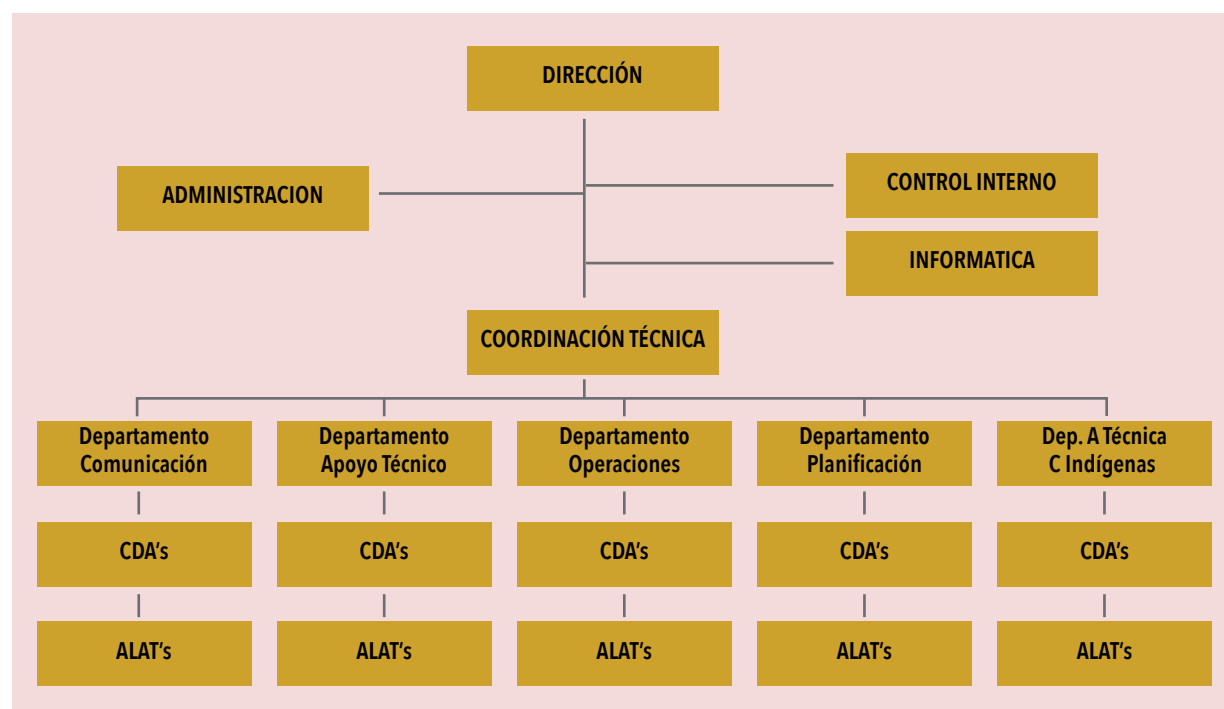 DIRECCIÓN
ADMINISTRACION
CONTROL INTERNO
INFORMATICA
COORDINACIÓN TÉCNICA
Departamento
Comunicación
Departamento
Apoyo Técnico
Departamento
Operaciones
Departamento
Planificación
Dep. A Técnica
C Indígenas
CDA's
CDA's
CDA's
CDA's
CDA's
ALAT's
ALAT's
ALAT's
ALAT's
ALAT's